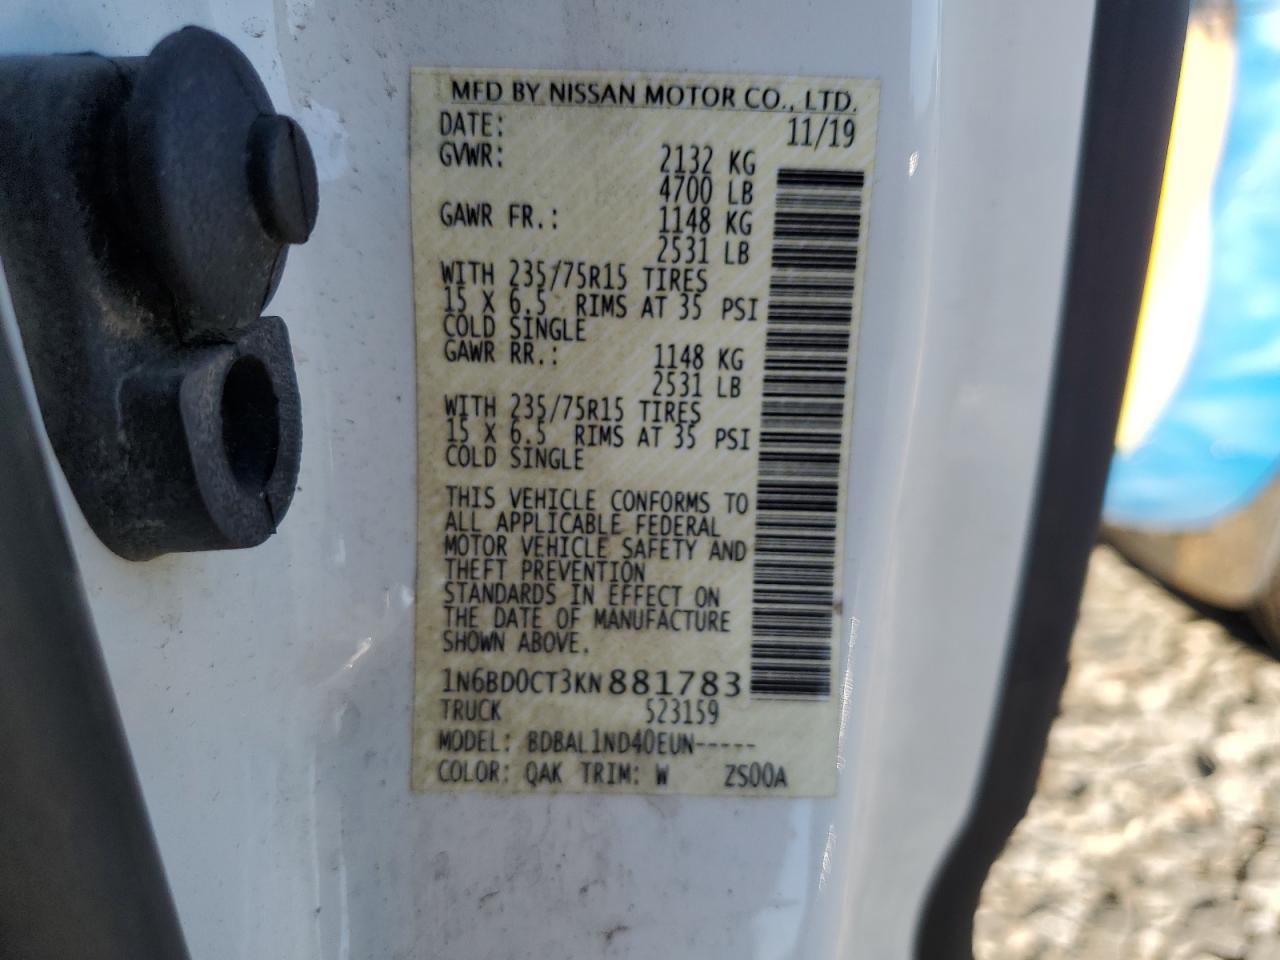 MFD BY NISSAN MOTOR CO., LTD.
DATE: 11/19
GVWR: 2132 KG
4700 LB
GAWR FR.: 1148 KG
2531 LB
WITH 235/75R15 TIRES
15 X 6.5 RIMS AT 35 PSI
COLD SINGLE
GAWR RR.: 1148 KG
2531 LB
WITH 235/75R15 TIRES
15 X 6.5 RIMS AT 35 PSI
COLD SINGLE
THIS VEHICLE CONFORMS TO
ALL APPLICABLE FEDERAL
MOTOR VEHICLE SAFETY AND
THEFT PREVENTION
STANDARDS IN EFFECT ON
THE DATE OF MANUFACTURE
SHOWN ABOVE.
1N6BD0CT3KN881783
TRUCK 523159
MODEL: BDBAL1ND40EUN-----
COLOR: QAK TRIM: W ZS00A